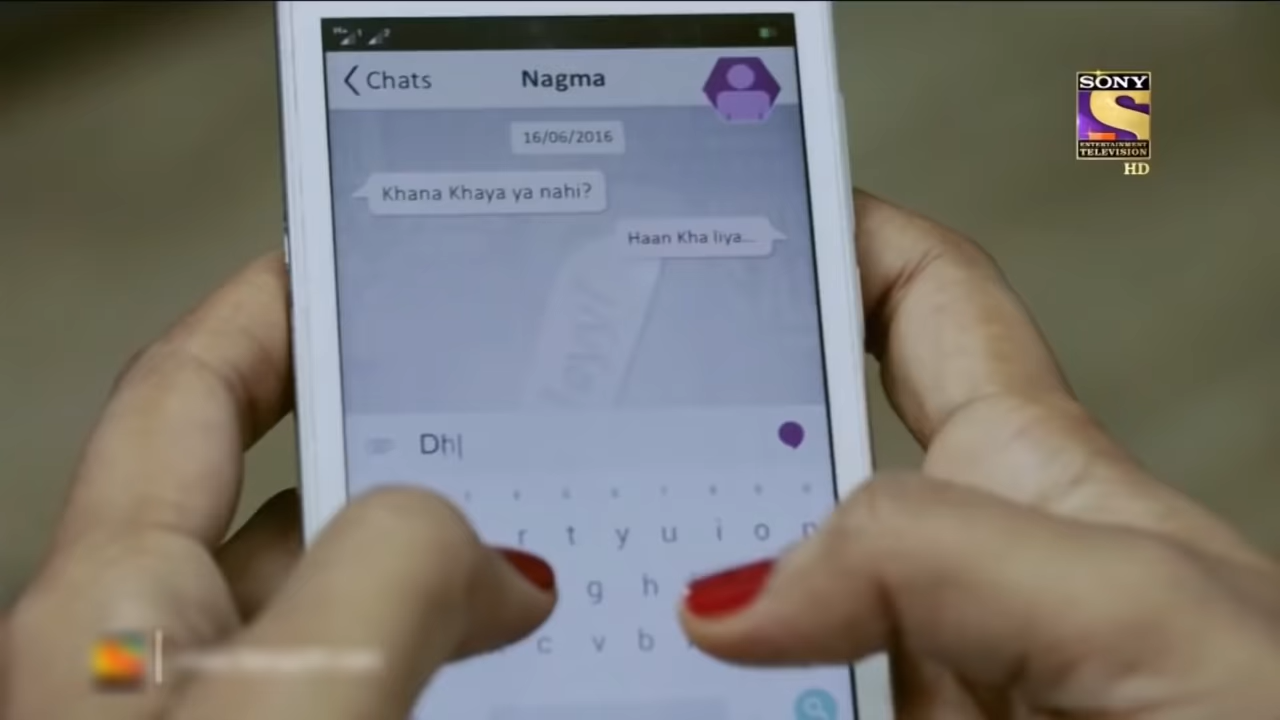 Chats
Nagma
16/06/2016
Khana Khaya ya nahi?
Haan Kha liya...
Dh
r t y u i o p
g h
c v b
SONY
ENTERTAINMENT
TELEVISION
HD